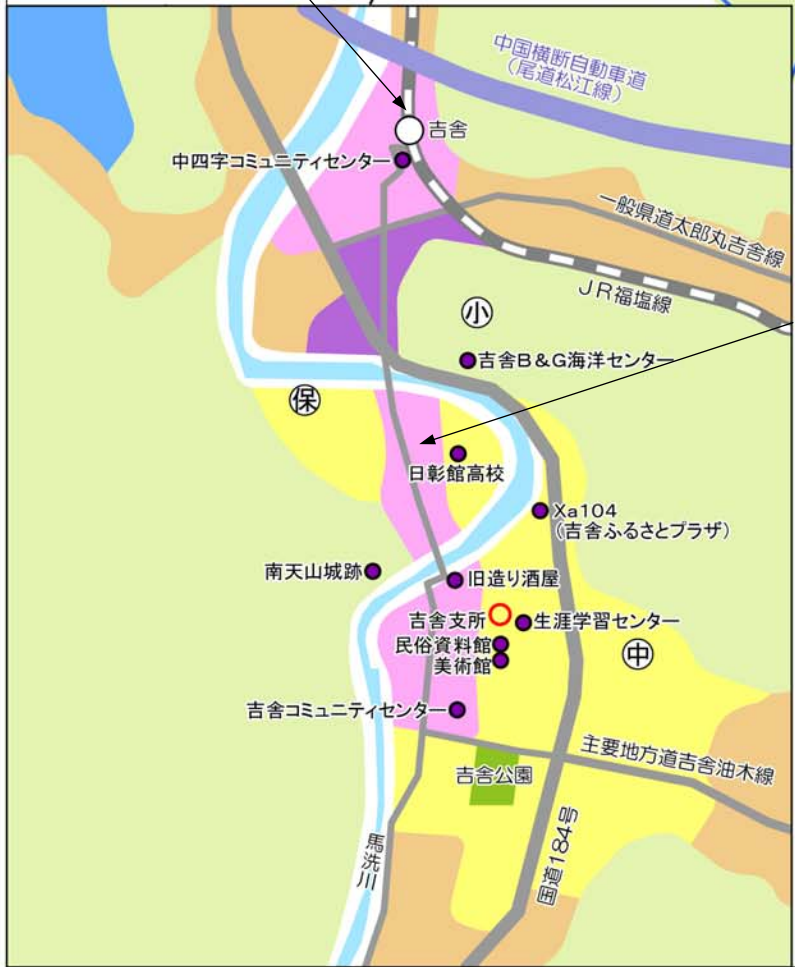 中国横断自動車道
(尾道松江線)
吉舎
中四字コミュニティセンター
一般県道太郎丸吉舎線
JR福塩線
小
吉舎B&G海洋センター
保
日彰館高校
Xa104
(吉舎ふるさとプラザ)
南天山城跡
旧造り酒屋
吉舎支所
生涯学習センター
民俗資料館
美術館
中
吉舎コミュニティセンター
主要地方道吉舎油木線
吉舎公園
馬洗川
国道184号